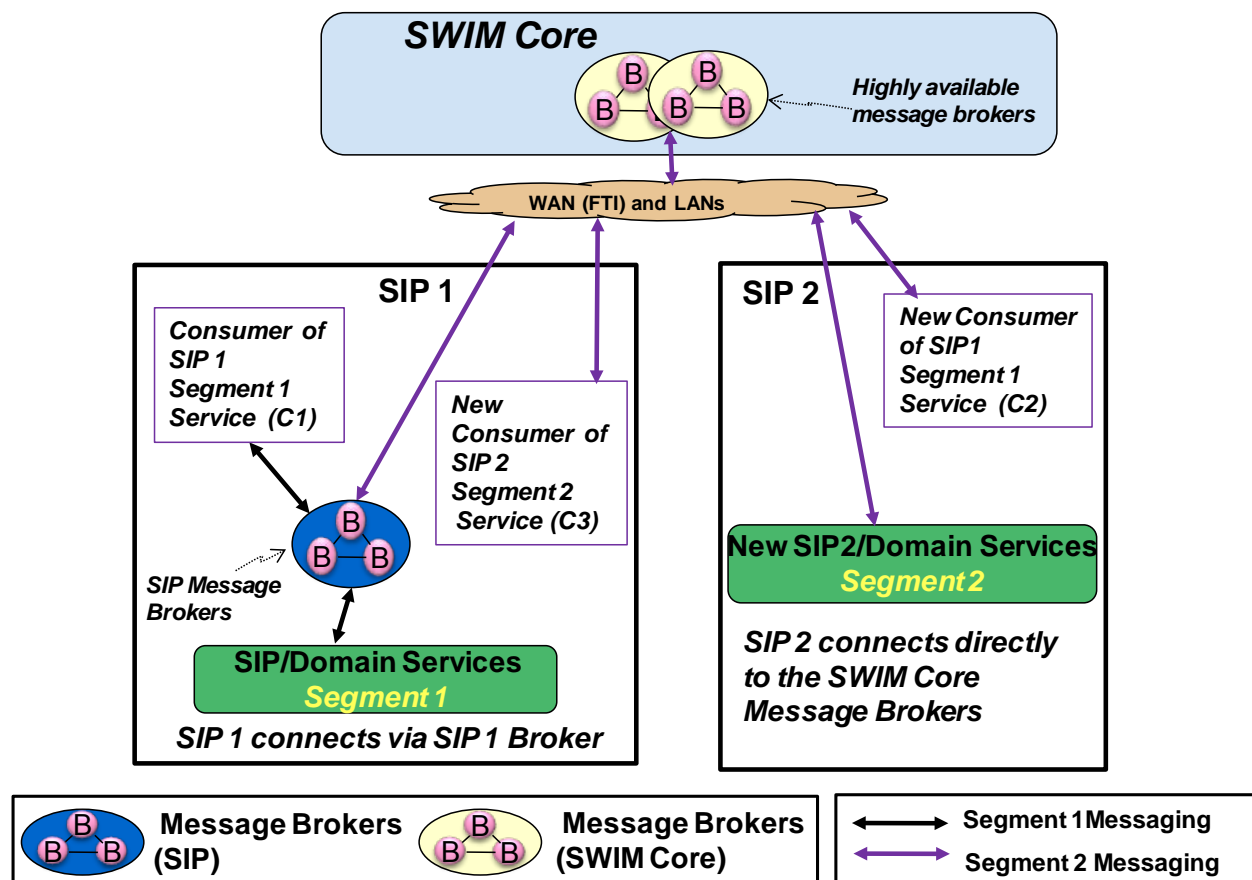 SWIM Core
B
B
B
B
B
B
Highly available
message brokers
WAN (FTI) and LANs
SIP 1
Consumer of
SIP 1
Segment 1
Service (C1)
New
Consumer of
SIP 2
Segment 2
Service (C3)
B
B
B
SIP Message
Brokers
SIP/Domain Services
Segment 1
SIP 1 connects via SIP 1 Broker
SIP 2
New Consumer
of SIP1
Segment 1
Service (C2)
New SIP2/Domain Services
Segment 2
SIP 2 connects directly
to the SWIM Core
Message Brokers
B
B
B
Message Brokers
(SIP)
B
B
B
Message Brokers
(SWIM Core)
Segment 1 Messaging
Segment 2 Messaging